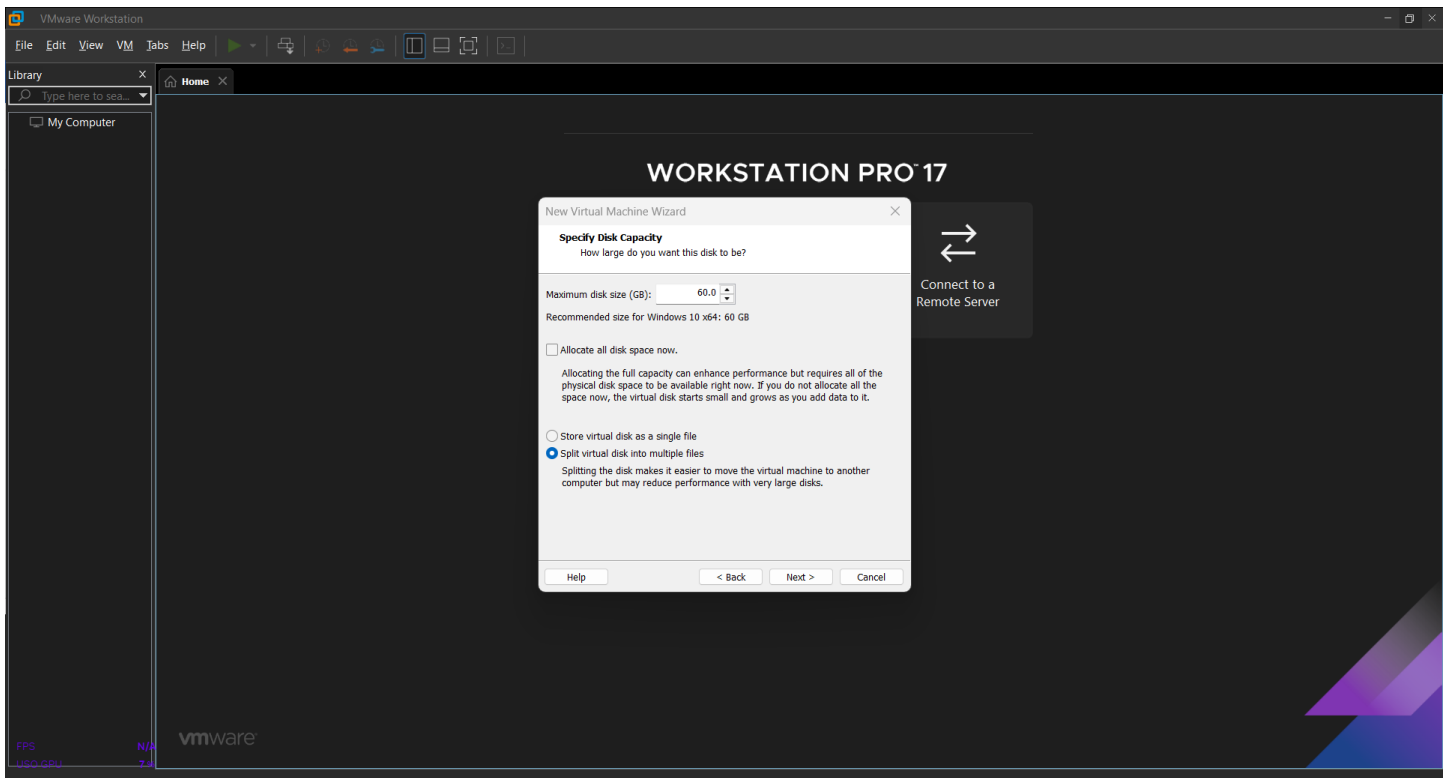 VMware Workstation
File Edit View VM Tabs Help
Library X
Type here to sea...
My Computer
Home
WORKSTATION PRO™ 17
New Virtual Machine Wizard
Specify Disk Capacity
How large do you want this disk to be?
Maximum disk size (GB): 60.0
Recommended size for Windows 10 x64: 60 GB
Allocate all disk space now.
Allocating the full capacity can enhance performance but requires all of the
physical disk space to be available right now. If you do not allocate all the
space now, the virtual disk starts small and grows as you add data to it.
Store virtual disk as a single file
Split virtual disk into multiple files
Splitting the disk makes it easier to move the virtual machine to another
computer but may reduce performance with very large disks.
Help < Back Next > Cancel
Connect to a
Remote Server
vmware
FPS N/A